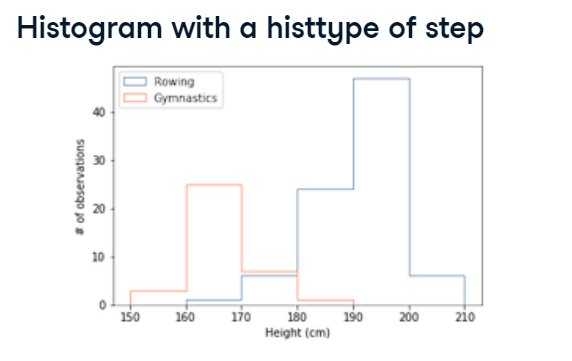 Histogram with a histtype of step
Rowing
Gymnastics
# of observations
40
30
20
10
0
150 160 170 180 190 200 210
Height (cm)